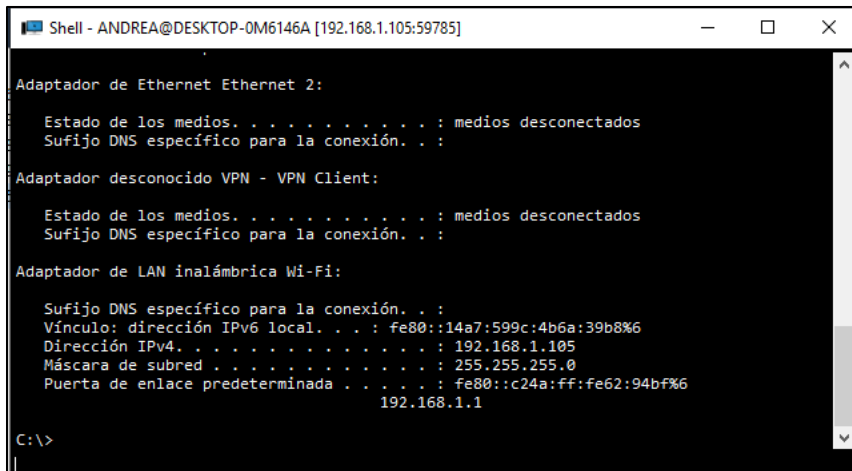 Shell - ANDREA@DESKTOP-0M6146A [192.168.1.105:59785]
Adaptador de Ethernet Ethernet 2:
Estado de los medios. . . . . . . . . . . : medios desconectados
Sufijo DNS específico para la conexión. . :
Adaptador desconocido VPN - VPN Client:
Estado de los medios. . . . . . . . . . . : medios desconectados
Sufijo DNS específico para la conexión. . :
Adaptador de LAN inalámbrica Wi-Fi:
Sufijo DNS específico para la conexión. . :
Vínculo: dirección IPv6 local. . . : fe80::14a7:599c:4b6a:39b8%6
Dirección IPv4. . . . . . . . . . . . . . : 192.168.1.105
Máscara de subred . . . . . . . . . . . . : 255.255.255.0
Puerta de enlace predeterminada . . . . . : fe80::c24a:ff:fe62:94bf%6
192.168.1.1
C:\>